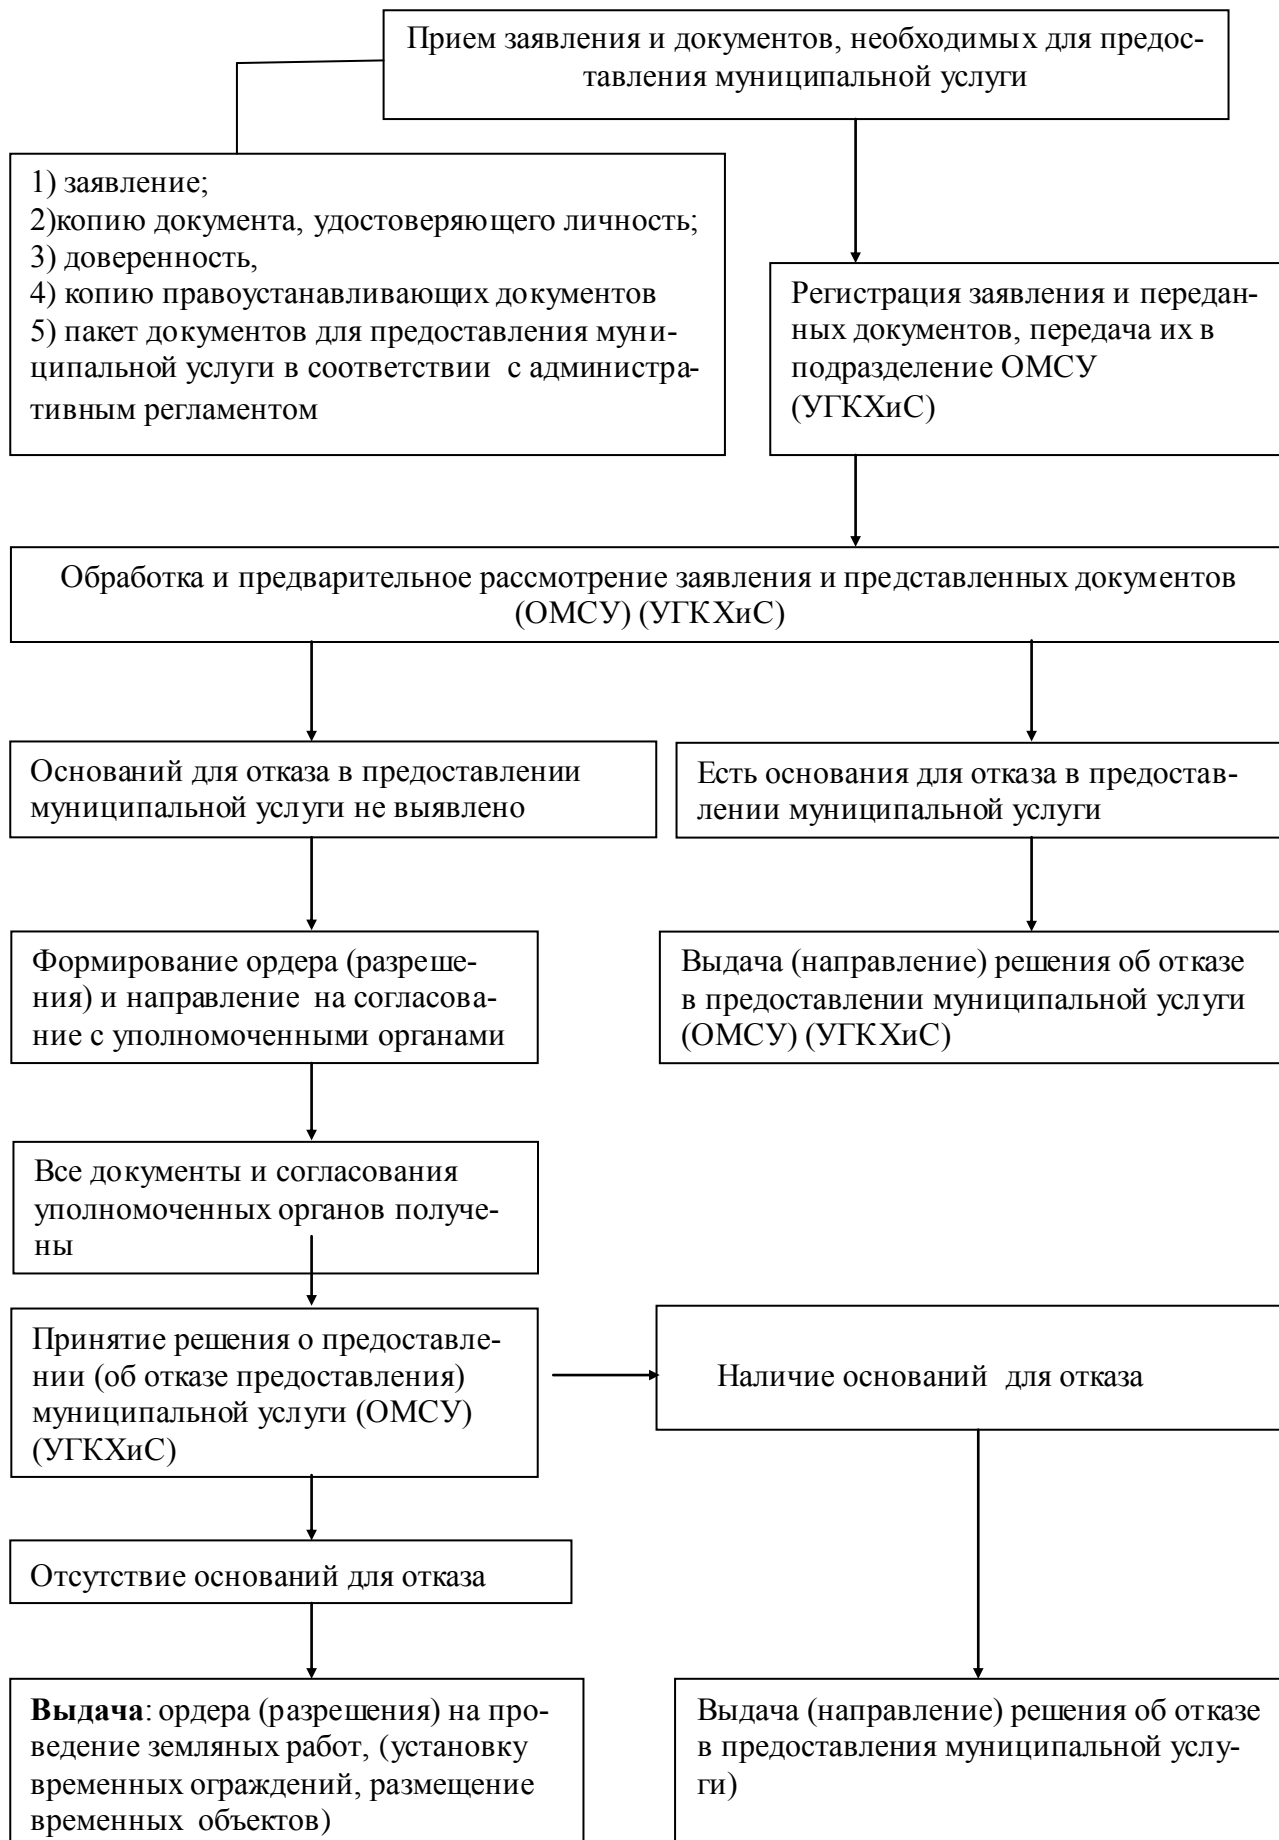 Прием заявления и документов, необходимых для предос-
тавления муниципальной услуги
1) заявление;
2)копию документа, удостоверяющего личность;
3) доверенность,
4) копию правоустанавливающих документов
5) пакет документов для предоставления муни-
ципальной услуги в соответствии с администра-
тивным регламентом
Регистрация заявления и передан-
ных документов, передача их в
подразделение ОМСУ
(УГКХиС)
Обработка и предварительное рассмотрение заявления и представленных документов
(ОМСУ) (УГКХиС)
Оснований для отказа в предоставлении
муниципальной услуги не выявлено
Есть основания для отказа в предостав-
лении муниципальной услуги
Формирование ордера (разреше-
ния) и направление на согласова-
ние с уполномоченными органами
Выдача (направление) решения об отказе
в предоставлении муниципальной услуги
(ОМСУ) (УГКХиС)
Все документы и согласования
уполномоченных органов получе-
ны
Принятие решения о предоставле-
нии (об отказе предоставления)
муниципальной услуги (ОМСУ)
(УГКХиС)
Наличие оснований для отказа
Отсутствие оснований для отказа
Выдача: ордера (разрешения) на про-
ведение земляных работ, (установку
временных ограждений, размещение
временных объектов)
Выдача (направление) решения об отказе
в предоставления муниципальной услу-
ги)